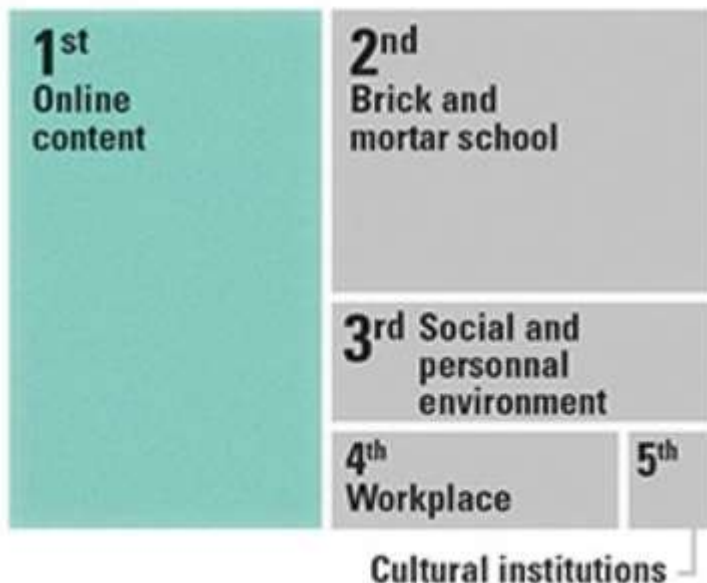 1st
Online
content
2nd
Brick and
mortar school
3rd Social and
personnal
environment
4th
Workplace
5th
Cultural institutions